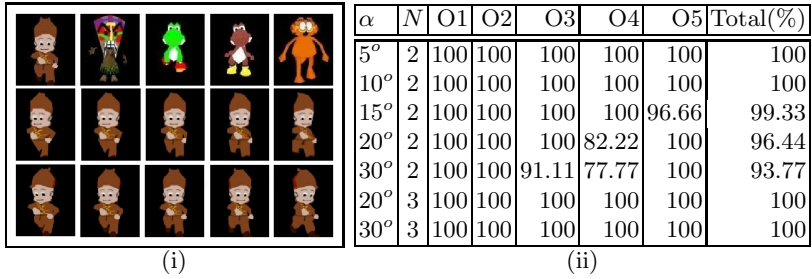 α N O1 O2 O3 O4 O5 Total(%)
5° 2 100 100 100 100 100 100
10° 2 100 100 100 100 100 100
15° 2 100 100 100 100 96.66 99.33
20° 2 100 100 100 82.22 100 96.44
30° 2 100 100 91.11 77.77 100 93.77
20° 3 100 100 100 100 100 100
30° 3 100 100 100 100 100 100
(i) (ii)